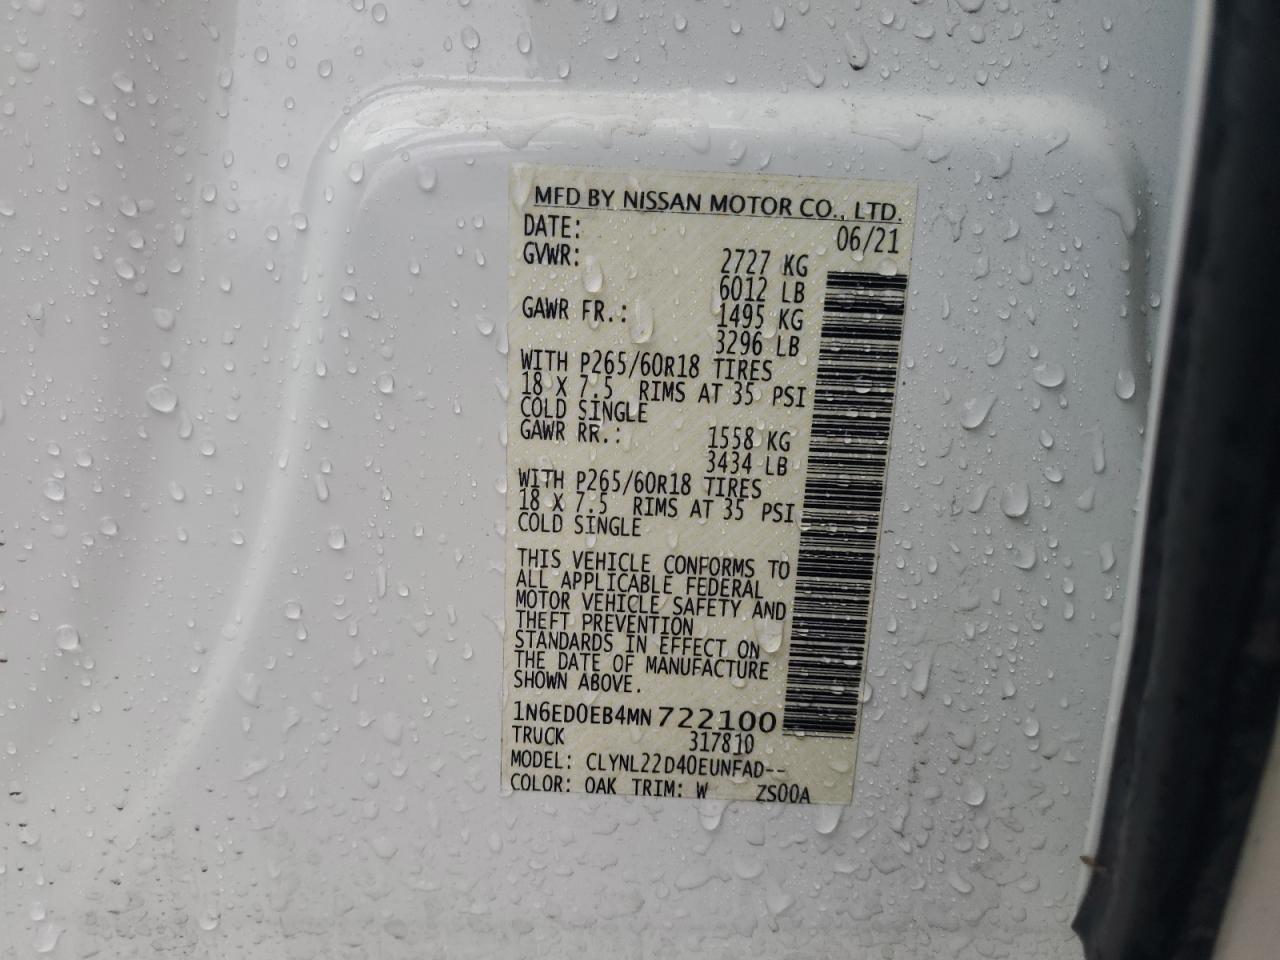 MFD BY NISSAN MOTOR CO., LTD.
DATE: 06/21
GVWR: 2727 KG
6012 LB
GAWR FR.: 1495 KG
3296 LB
WITH P265/60R18 TIRES
18 X 7.5 RIMS AT 35 PSI
COLD SINGLE
GAWR RR.: 1558 KG
3434 LB
WITH P265/60R18 TIRES
18 X 7.5 RIMS AT 35 PSI
COLD SINGLE
THIS VEHICLE CONFORMS TO
ALL APPLICABLE FEDERAL
MOTOR VEHICLE SAFETY AND
THEFT PREVENTION
STANDARDS IN EFFECT ON
THE DATE OF MANUFACTURE
SHOWN ABOVE.
1N6ED0EB4MN722100
TRUCK 317810
MODEL: CLYNL22D40EUNFAD--
COLOR: QAK TRIM: W ZS00A